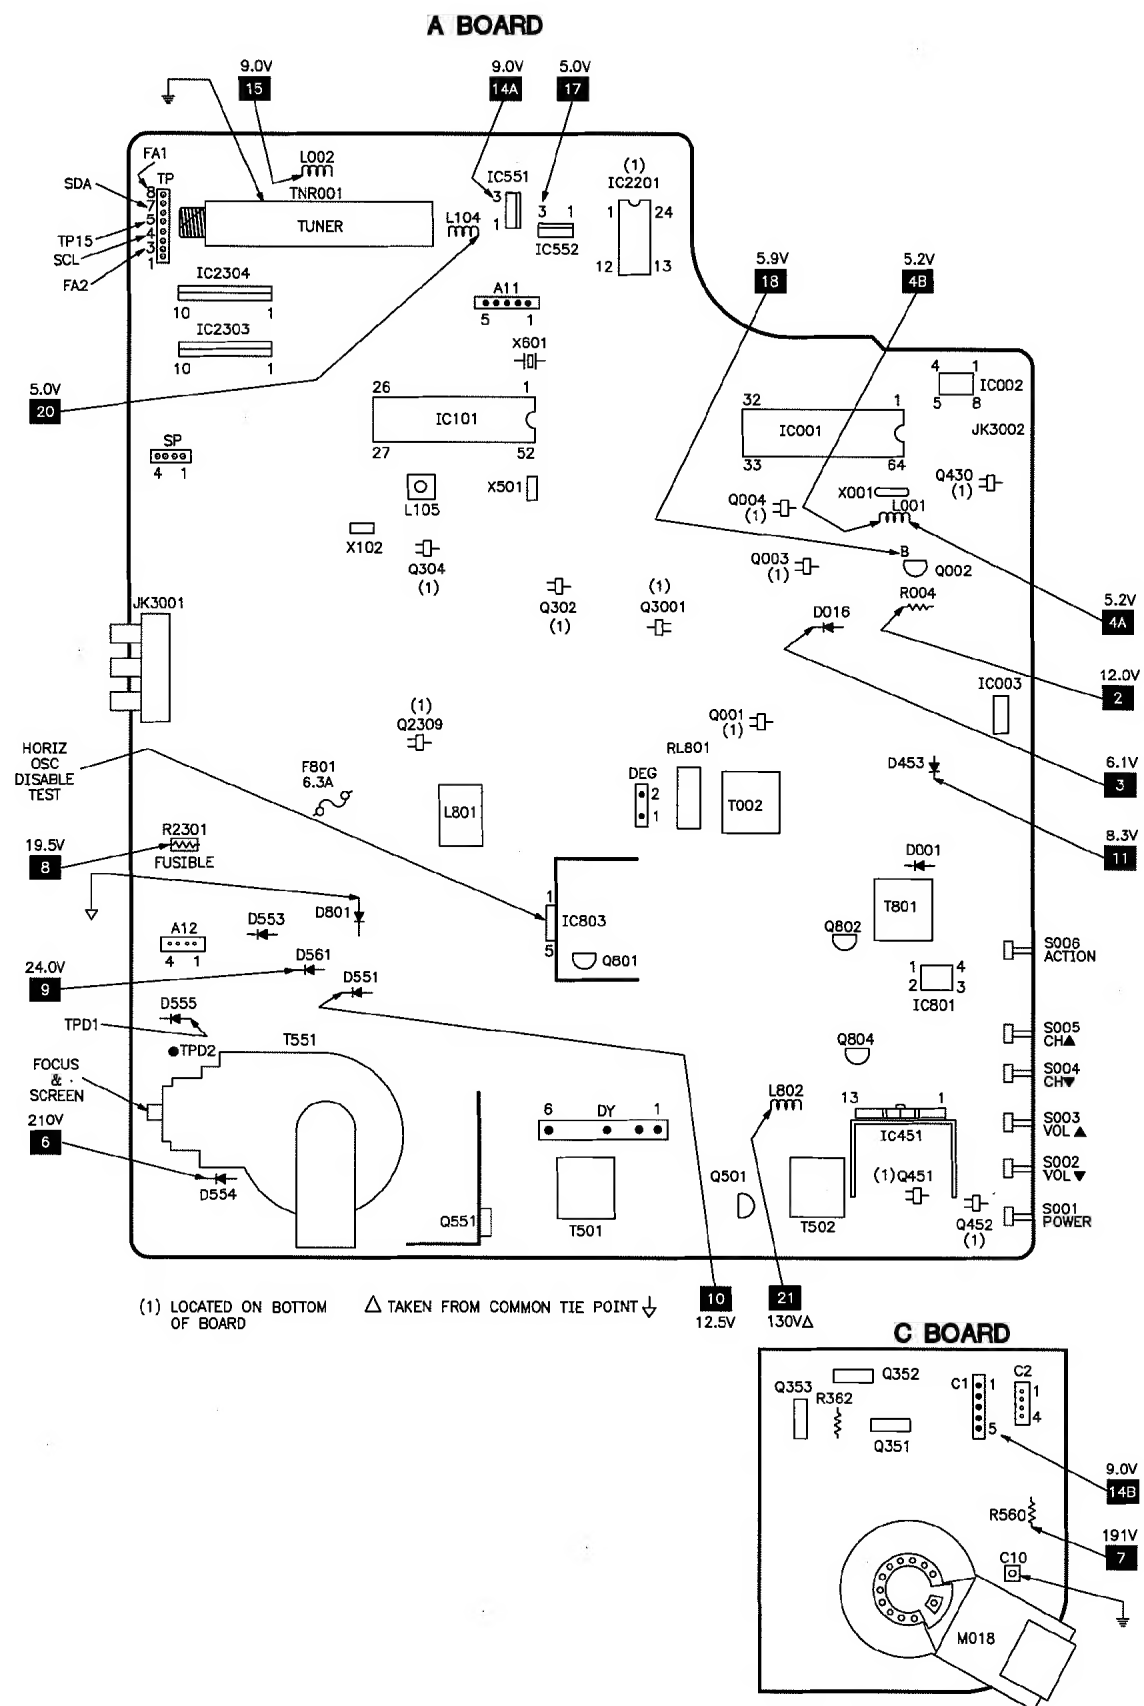 A BOARD
9.0V
15
9.0V
14A
5.0V
17
FA1
TP
SDA
TP15
SCL
FA2
8
7
5
4
3
1
L002
TNR001
TUNER
L104
IC551
3
1
3 1
IC552
(1)
IC2201
1 24
12 13
5.9V
18
5.2V
4B
IC2304
10 1
IC2303
10 1
A11
5 1
X601
5.0V
20
26 1
IC101
27 52
SP
4 1
L105
X501
X102
Q304
(1)
Q302
(1)
(1)
Q3001
4 1
IC002
5 8
JK3002
32 1
IC001
33 64
Q430
(1)
X001
L001
Q004
(1)
Q003
(1)
B
Q002
R004
D016
5.2V
4A
12.0V
2
IC003
6.1V
3
8.3V
11
JK3001
(1)
Q2309
Q001
(1)
HORIZ
OSC
DISABLE
TEST
F801
6.3A
L801
DEG
2
1
RL801
T002
D453
R2301
FUSIBLE
19.5V
8
D001
T801
D801
D553
A12
4 1
1
IC803
5
Q801
Q802
S006
ACTION
24.0V
9
D561
D551
1 4
2 3
IC801
D555
TPD1
TPD2
T551
Q804
S005
CH▲
S004
CH▼
FOCUS
&
SCREEN
L802
13 1
IC451
S003
VOL▲
6 DY 1
210V
6
D554
Q551
T501
Q501
T502
(1)Q451
Q452
(1)
S002
VOL▼
S001
POWER
(1) LOCATED ON BOTTOM
OF BOARD
△ TAKEN FROM COMMON TIE POINT
10
12.5V
21
130V△
C BOARD
Q353
Q352
R362
Q351
C1
1
5
C2
1
4
9.0V
14B
R560
191V
7
C10
M018